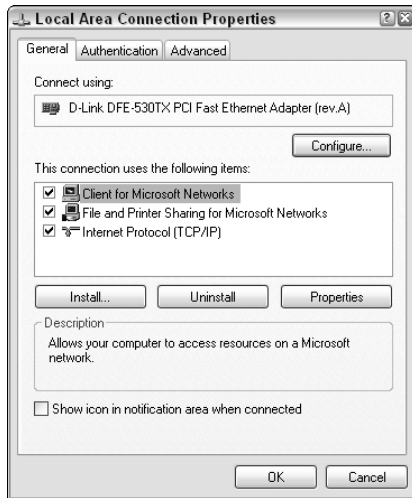 Local Area Connection Properties
General Authentication Advanced
Connect using:
D-Link DFE-530TX PCI Fast Ethernet Adapter (rev.A)
Configure...
This connection uses the following items:
Client for Microsoft Networks
File and Printer Sharing for Microsoft Networks
Internet Protocol (TCP/IP)
Install... Uninstall Properties
Description
Allows your computer to access resources on a Microsoft
network.
Show icon in notification area when connected
OK Cancel